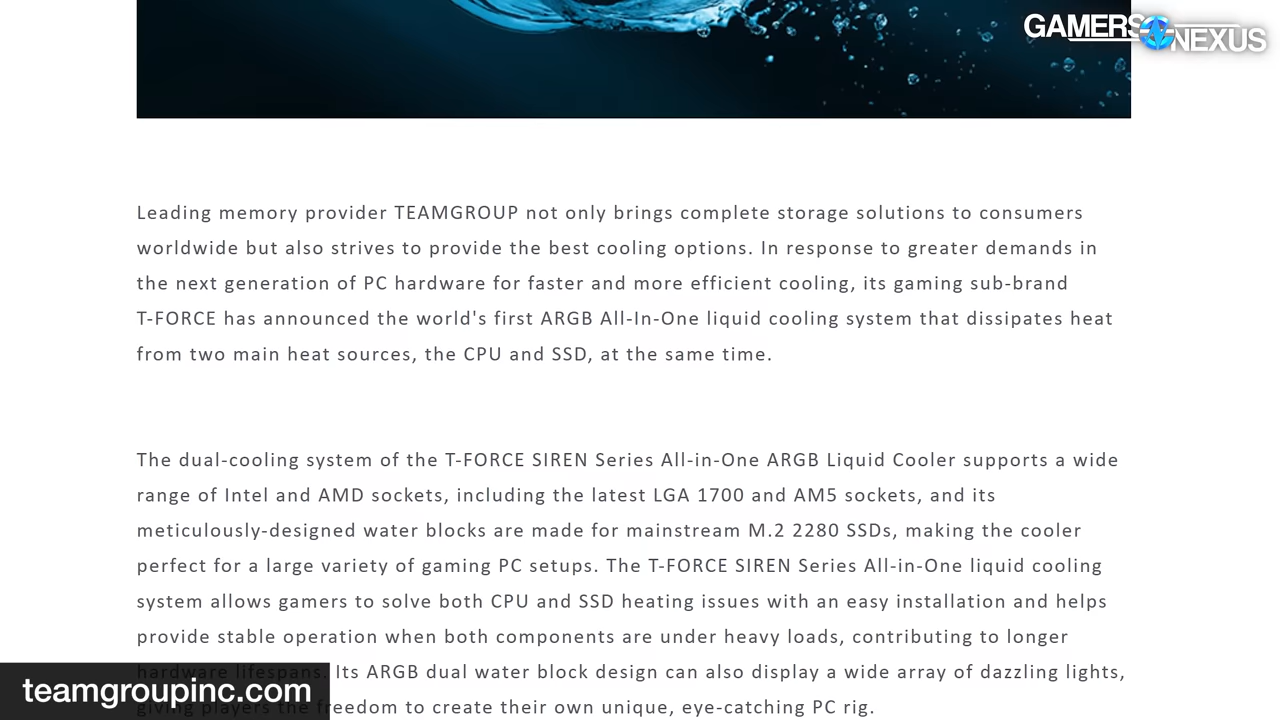 GAMERS NEXUS
Leading memory provider TEAMGROUP not only brings complete storage solutions to consumers
worldwide but also strives to provide the best cooling options. In response to greater demands in
the next generation of PC hardware for faster and more efficient cooling, its gaming sub-brand
T-FORCE has announced the world's first ARGB All-In-One liquid cooling system that dissipates heat
from two main heat sources, the CPU and SSD, at the same time.
The dual-cooling system of the T-FORCE SIREN Series All-in-One ARGB Liquid Cooler supports a wide
range of Intel and AMD sockets, including the latest LGA 1700 and AM5 sockets, and its
meticulously-designed water blocks are made for mainstream M.2 2280 SSDs, making the cooler
perfect for a large variety of gaming PC setups. The T-FORCE SIREN Series All-in-One liquid cooling
system allows gamers to solve both CPU and SSD heating issues with an easy installation and helps
provide stable operation when both components are under heavy loads, contributing to longer
hardware lifespans. Its ARGB dual water block design can also display a wide array of dazzling lights,
giving players the freedom to create their own unique, eye-catching PC rig.
teamgroupinc.com